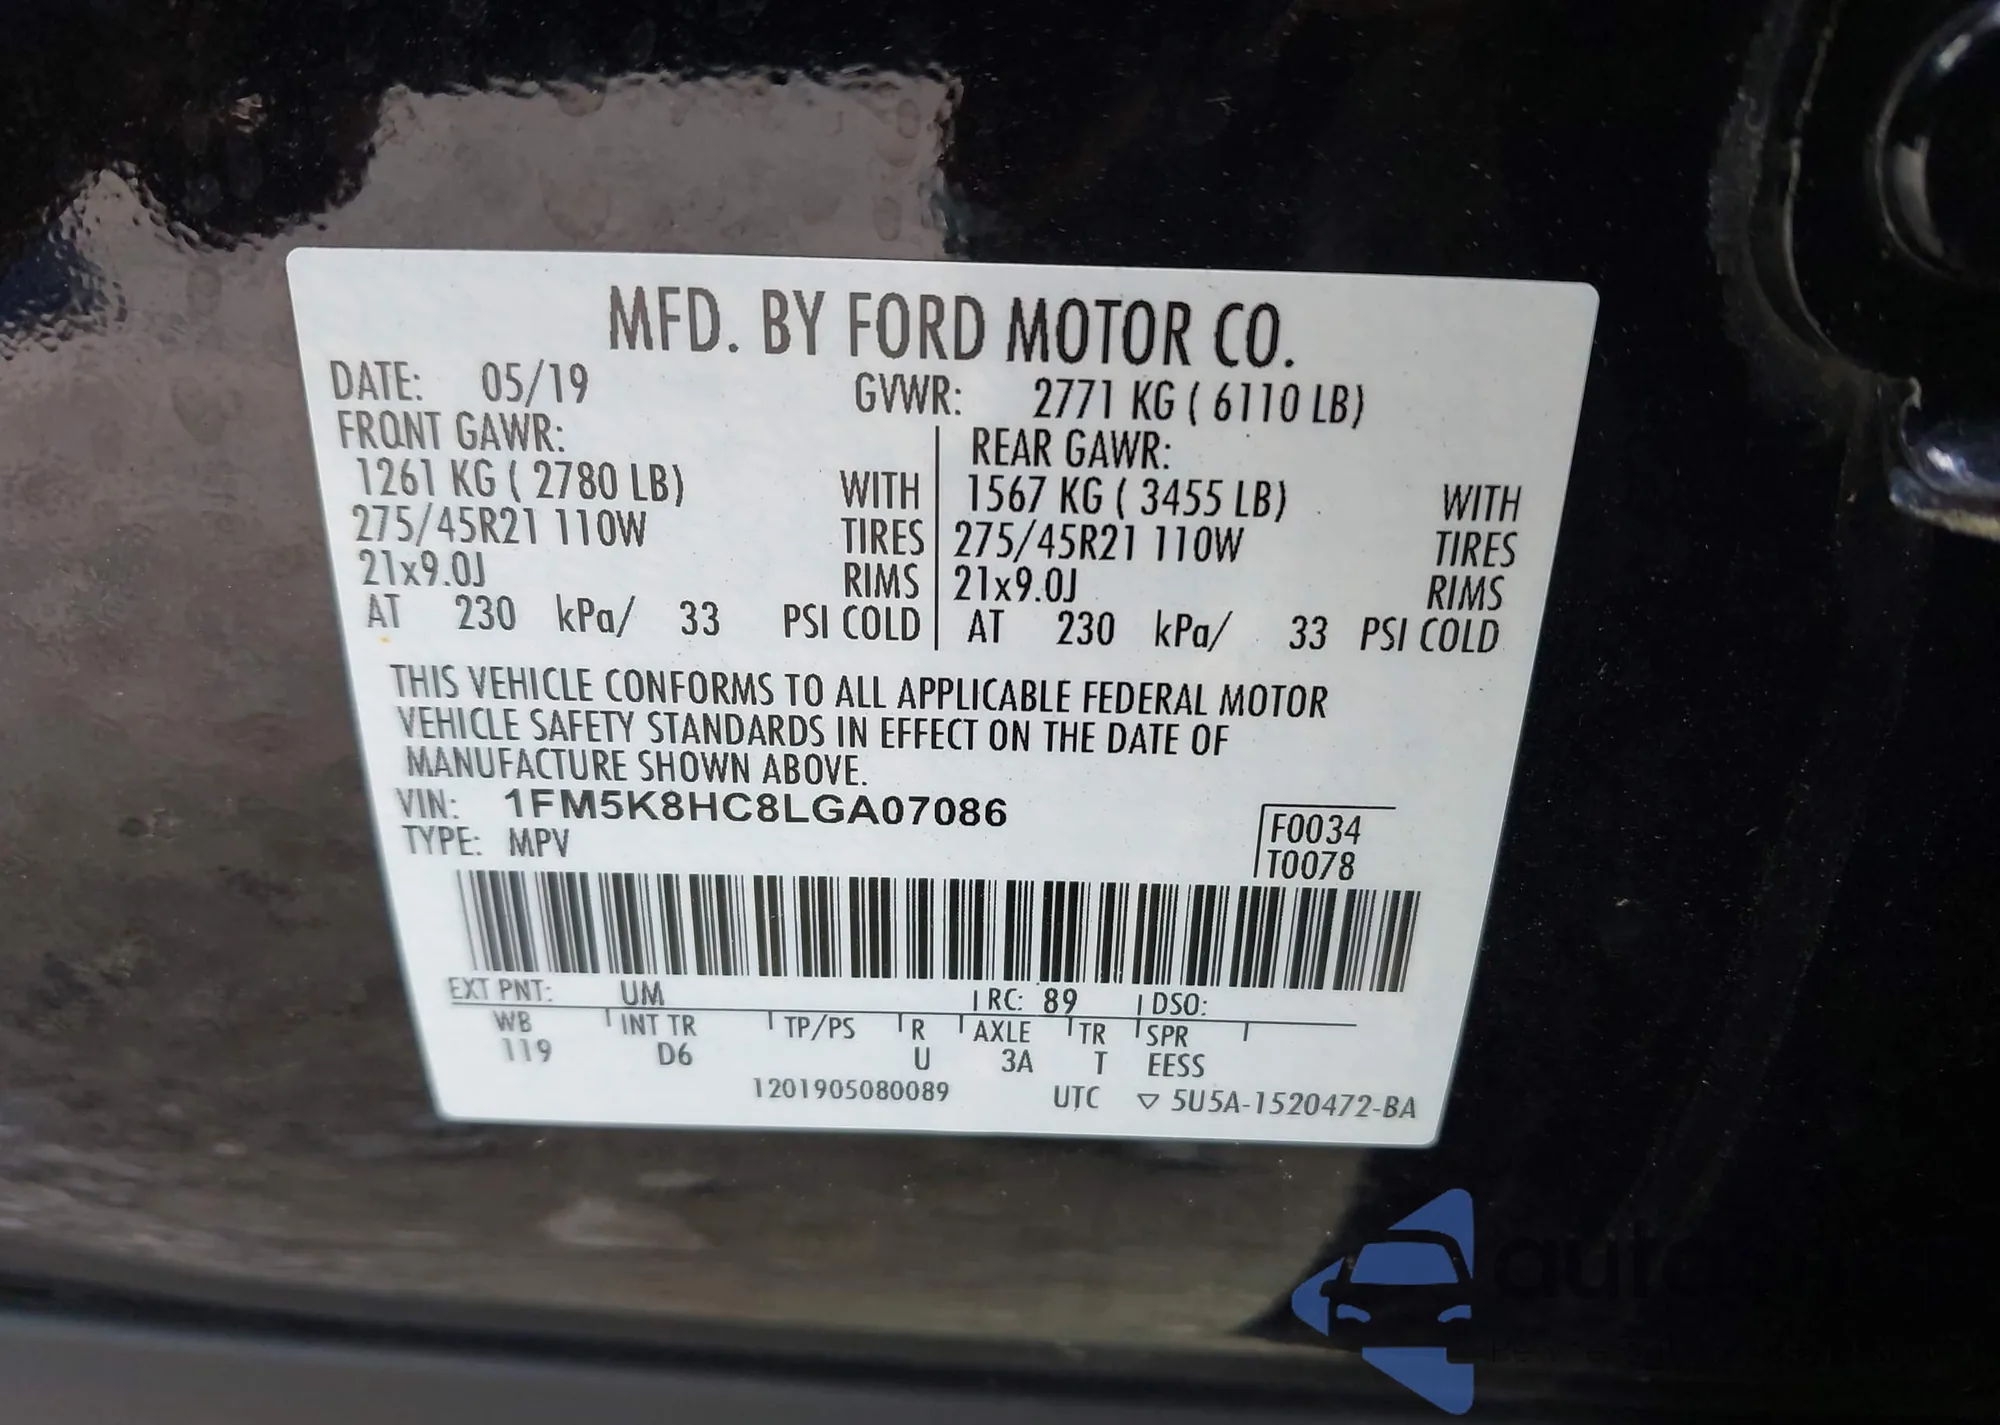 MFD. BY FORD MOTOR CO.
DATE: 05/19 GVWR: 2771 KG ( 6110 LB)
FRONT GAWR: REAR GAWR:
1261 KG ( 2780 LB) WITH 1567 KG ( 3455 LB) WITH
275/45R21 110W TIRES 275/45R21 110W TIRES
21x9.0J RIMS 21x9.0J RIMS
AT 230 kPa/ 33 PSI COLD AT 230 kPa/ 33 PSI COLD
THIS VEHICLE CONFORMS TO ALL APPLICABLE FEDERAL MOTOR
VEHICLE SAFETY STANDARDS IN EFFECT ON THE DATE OF
MANUFACTURE SHOWN ABOVE.
VIN: 1FM5K8HC8LGA07086 F0034
TYPE: MPV T0078
EXT PNT: UM RC: 89 DSO:
WB INT TR TP/PS R AXLE TR SPR
119 D6 U 3A T EESS
1201905080089 UTC ▽ 5U5A-1520472-BA